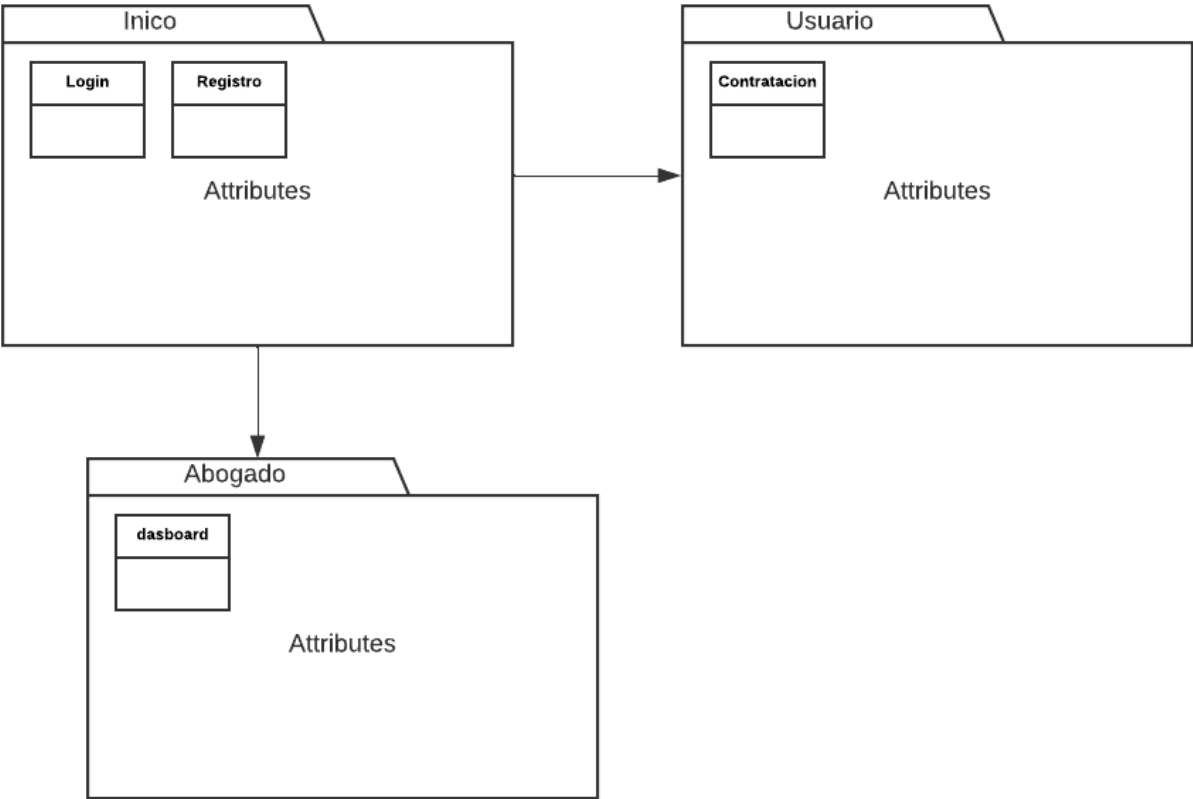 Inico
Login
Registro
Attributes
Usuario
Contratacion
Attributes
Abogado
dasboard
Attributes